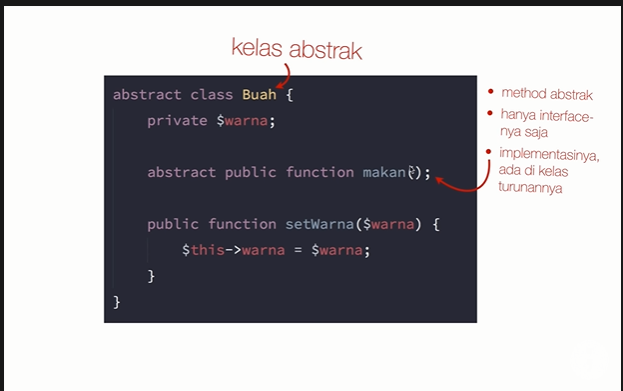 kelas abstrak
abstract class Buah {
private $warna;
abstract public function makan();
public function setWarna($warna) {
$this->warna = $warna;
}
}
• method abstrak
• hanya interface-
nya saja
• implementasinya,
ada di kelas
turunannya